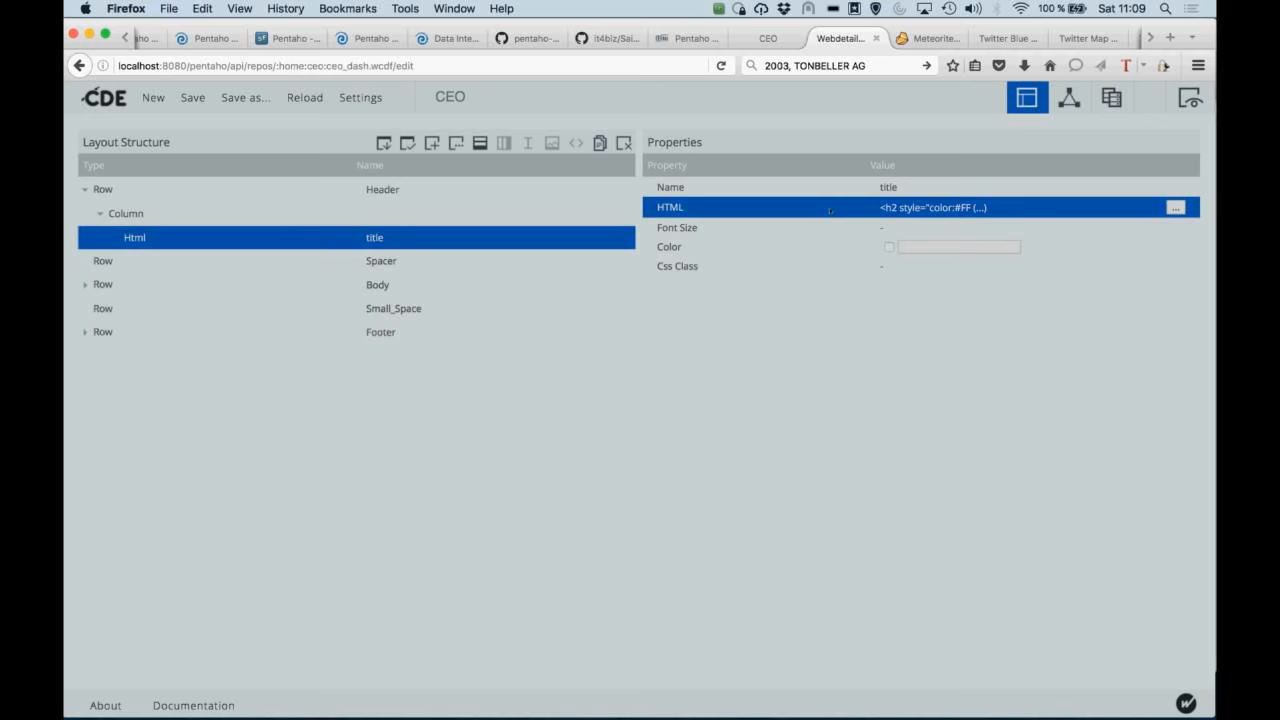 Firefox File Edit View History Bookmarks Tools Window Help 100 % Sat 11:09
ho ... Pentaho ... SF Pentaho -... Pentaho ... Data Inte... pentaho-... it4biz/Sai... Pentaho ... CEO Webdetail... Meteorite... Twitter Blue ... Twitter Map ...
localhost:8080/pentaho/api/repos/:home:ceo:ceo_dash.wcdf/edit 2003, TONBELLER AG
CDE New Save Save as... Reload Settings CEO
Layout Structure Properties
Type Name Property Value
Row Header Name title
Column HTML <h2 style="color:#FF (...) ...
Html title Font Size -
Row Spacer Color
Row Body Css Class -
Row Small_Space
Row Footer
About Documentation